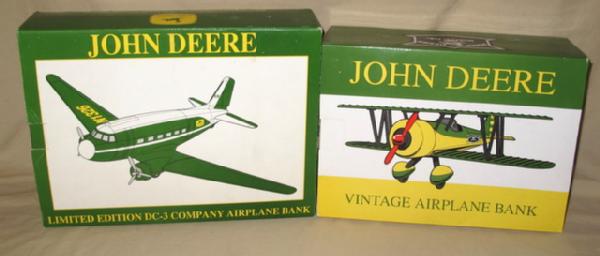 JOHN DEERE
LIMITED EDITION DC-3 COMPANY AIRPLANE BANK
JOHN DEERE
VINTAGE AIRPLANE BANK